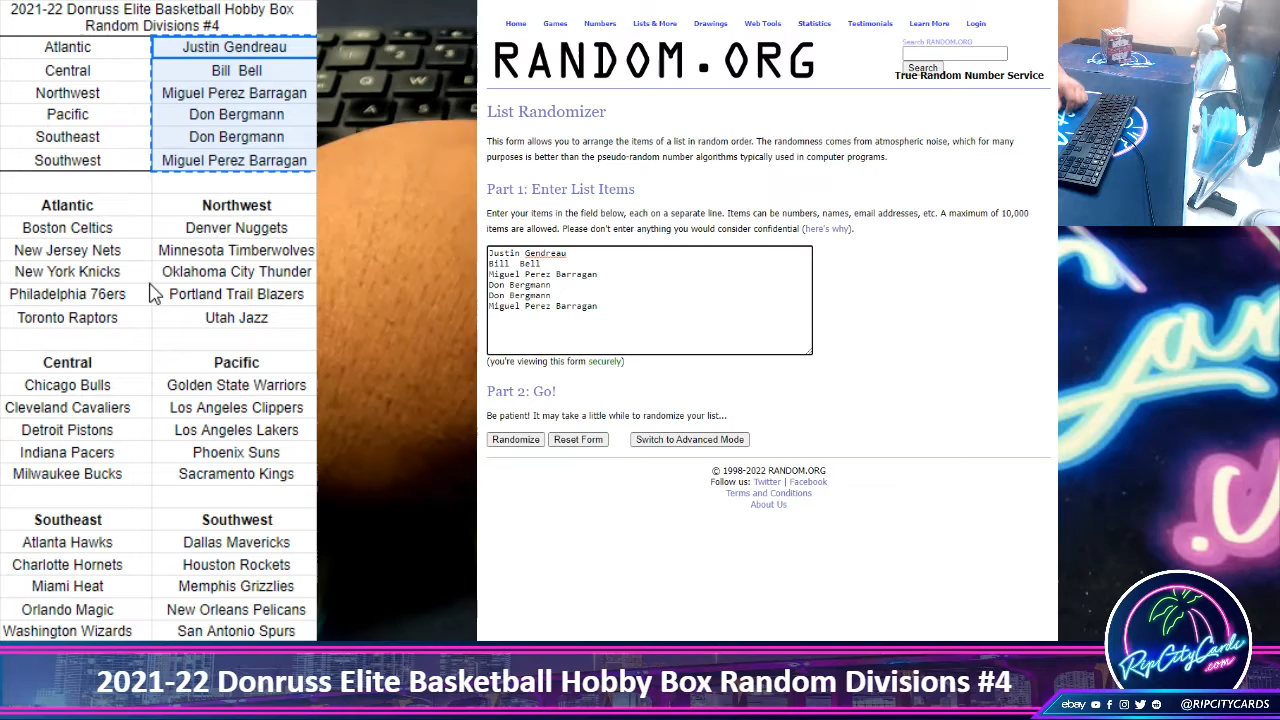 2021-22 Donruss Elite Basketball Hobby Box
Random Divisions #4
Atlantic Justin Gendreau
Central Bill  Bell
Northwest Miguel Perez Barragan
Pacific Don Bergmann
Southeast Don Bergmann
Southwest Miguel Perez Barragan
Atlantic Northwest
Boston Celtics Denver Nuggets
New Jersey Nets Minnesota Timberwolves
New York Knicks Oklahoma City Thunder
Philadelphia 76ers Portland Trail Blazers
Toronto Raptors Utah Jazz
Central Pacific
Chicago Bulls Golden State Warriors
Cleveland Cavaliers Los Angeles Clippers
Detroit Pistons Los Angeles Lakers
Indiana Pacers Phoenix Suns
Milwaukee Bucks Sacramento Kings
Southeast Southwest
Atlanta Hawks Dallas Mavericks
Charlotte Hornets Houston Rockets
Miami Heat Memphis Grizzlies
Orlando Magic New Orleans Pelicans
Washington Wizards San Antonio Spurs
Home Games Numbers Lists & More Drawings Web Tools Statistics Testimonials Learn More Login
RANDOM.ORG
Search RANDOM.ORG
Search
True Random Number Service
List Randomizer
This form allows you to arrange the items of a list in random order. The randomness comes from atmospheric noise, which for many
purposes is better than the pseudo-random number algorithms typically used in computer programs.
Part 1: Enter List Items
Enter your items in the field below, each on a separate line. Items can be numbers, names, email addresses, etc. A maximum of 10,000
items are allowed. Please don't enter anything you would consider confidential (here's why).
Justin Gendreau
Bill  Bell
Miguel Perez Barragan
Don Bergmann
Don Bergmann
Miguel Perez Barragan
(you're viewing this form securely)
Part 2: Go!
Be patient! It may take a little while to randomize your list...
Randomize Reset Form Switch to Advanced Mode
© 1998-2022 RANDOM.ORG
Follow us: Twitter | Facebook
Terms and Conditions
About Us
RipCityCards
.com
2021-22 Donruss Elite Basketball Hobby Box Random Divisions #4
ebay @RIPCITYCARDS